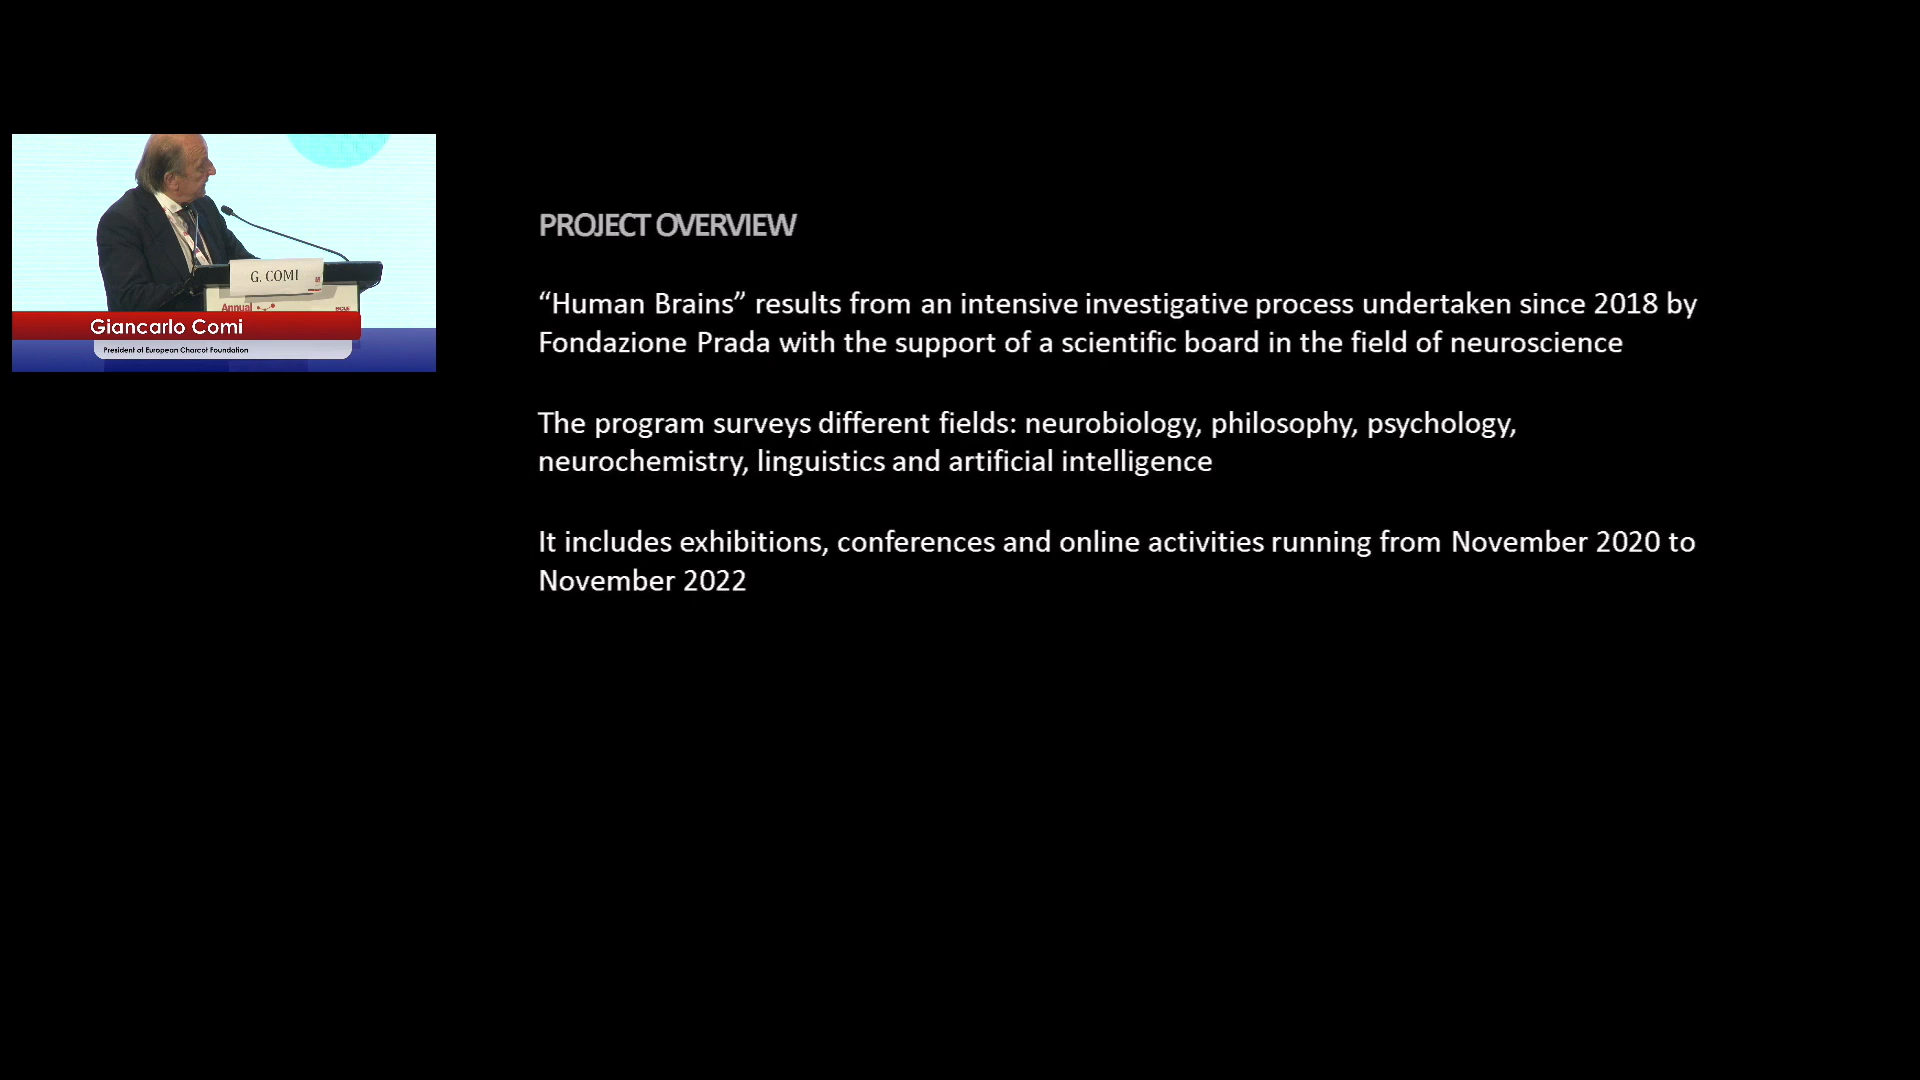 G. COMI
Annual
Giancarlo Comi
President of European Charcot Foundation
PROJECT OVERVIEW
“Human Brains” results from an intensive investigative process undertaken since 2018 by
Fondazione Prada with the support of a scientific board in the field of neuroscience
The program surveys different fields: neurobiology, philosophy, psychology,
neurochemistry, linguistics and artificial intelligence
It includes exhibitions, conferences and online activities running from November 2020 to
November 2022